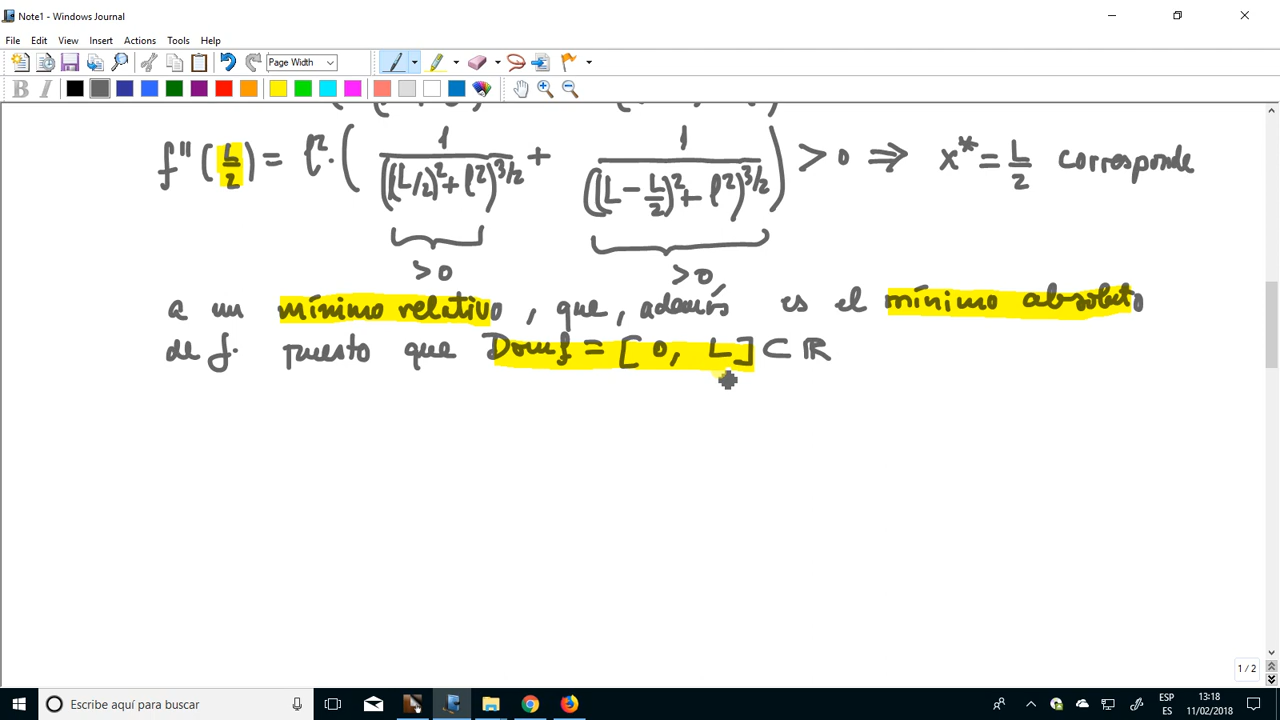 Note1 - Windows Journal
File Edit View Insert Actions Tools Help
Page Width
B I
f''(L/2) = l²·(1/((L/2)²+l²)^3/2 + 1/((L-L/2)²+l²)^3/2) > 0 ⇒ x* = L/2 corresponde
>0 >0
a un mínimo relativo, que, además es el mínimo absoluto
de f. puesto que Dom f = [0, L] ⊂ ℝ
1 / 2
Escribe aquí para buscar
ESP 13:18
ES 11/02/2018